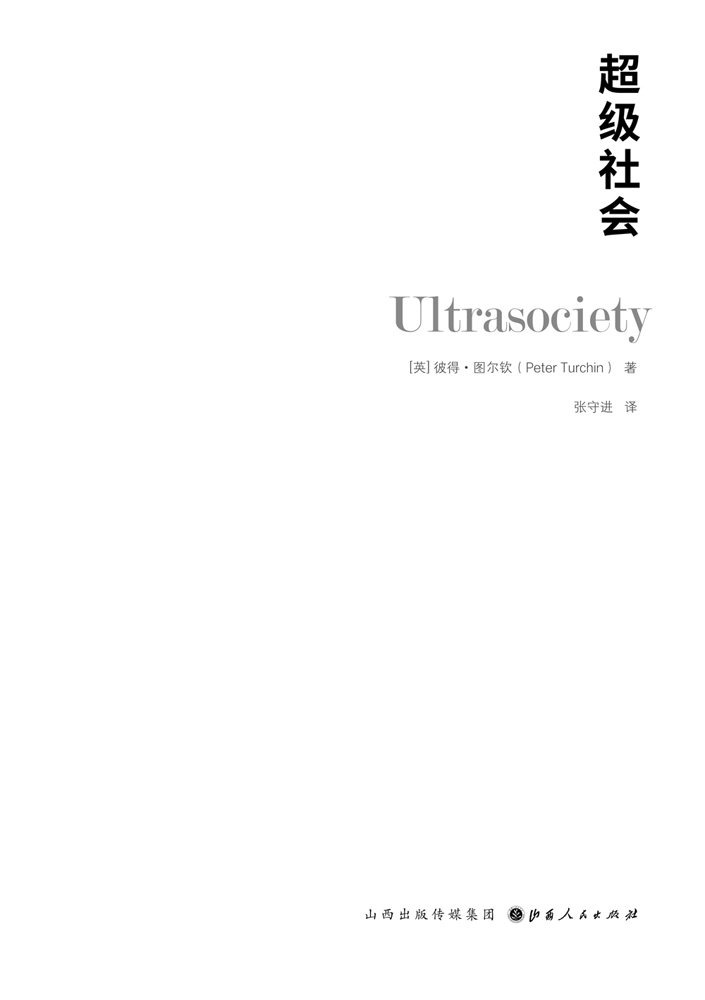 超级社会
Ultrasociety
[英] 彼得·图尔钦（Peter Turchin） 著
张守进 译
山西出版传媒集团 山西人民出版社